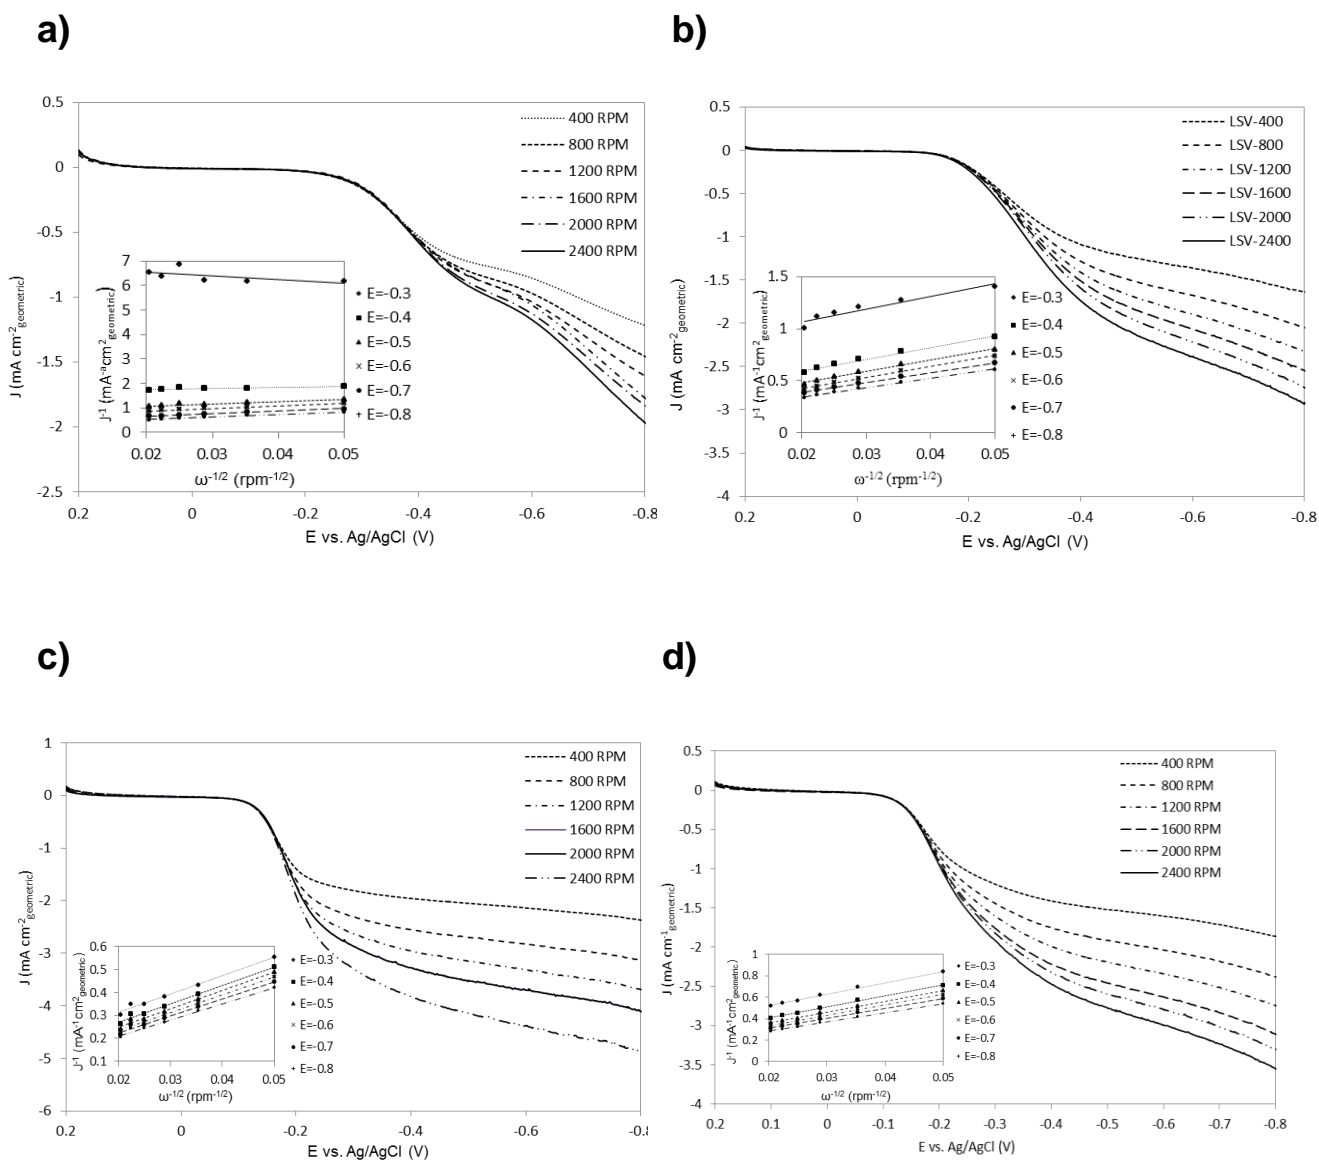 a)
0.5
0
-0.5
-1
-1.5
-2
-2.5
J (mA cm-2geometric)
400 RPM
800 RPM
1200 RPM
1600 RPM
2000 RPM
2400 RPM
7
6
5
4
3
2
1
0
J-1 (mA-acm2geometric)
E=-0.3
E=-0.4
E=-0.5
E=-0.6
E=-0.7
E=-0.8
0.02 0.03 0.04 0.05
ω-1/2 (rpm-1/2)
0.2 0 -0.2 -0.4 -0.6 -0.8
E vs. Ag/AgCl (V)
b)
0.5
0
-0.5
-1
-1.5
-2
-2.5
-3
-3.5
-4
J (mA cm-2geometric)
LSV-400
LSV-800
LSV-1200
LSV-1600
LSV-2000
LSV-2400
1.5
1
0.5
0
J-1 (mA-1cm2geometric)
E=-0.3
E=-0.4
E=-0.5
E=-0.6
E=-0.7
E=-0.8
0.02 0.03 0.04 0.05
ω-1/2 (rpm-1/2)
0.2 0 -0.2 -0.4 -0.6 -0.8
E vs. Ag/AgCl (V)
c)
1
0
-1
-2
-3
-4
-5
-6
J (mA cm-2geometric)
400 RPM
800 RPM
1200 RPM
1600 RPM
2000 RPM
2400 RPM
0.6
0.5
0.4
0.3
0.2
0.1
J-1 (mA-1cm2geometric)
E=-0.3
E=-0.4
E=-0.5
E=-0.6
E=-0.7
E=-0.8
0.02 0.03 0.04 0.05
ω-1/2 (rpm-1/2)
0.2 0 -0.2 -0.4 -0.6 -0.8
E vs. Ag/AgCl (V)
d)
0.5
0
-0.5
-1
-1.5
-2
-2.5
-3
-3.5
-4
J (mA cm-1geometric)
400 RPM
800 RPM
1200 RPM
1600 RPM
2000 RPM
2400 RPM
1
0.8
0.6
0.4
0.2
0
J-1 (mA-1cm2geometric)
E=-0.3
E=-0.4
E=-0.5
E=-0.6
E=-0.7
E=-0.8
0.02 0.03 0.04 0.05
ω-1/2 (rpm-1/2)
0.2 0.1 0 -0.1 -0.2 -0.3 -0.4 -0.5 -0.6 -0.7 -0.8
E vs. Ag/AgCl (V)